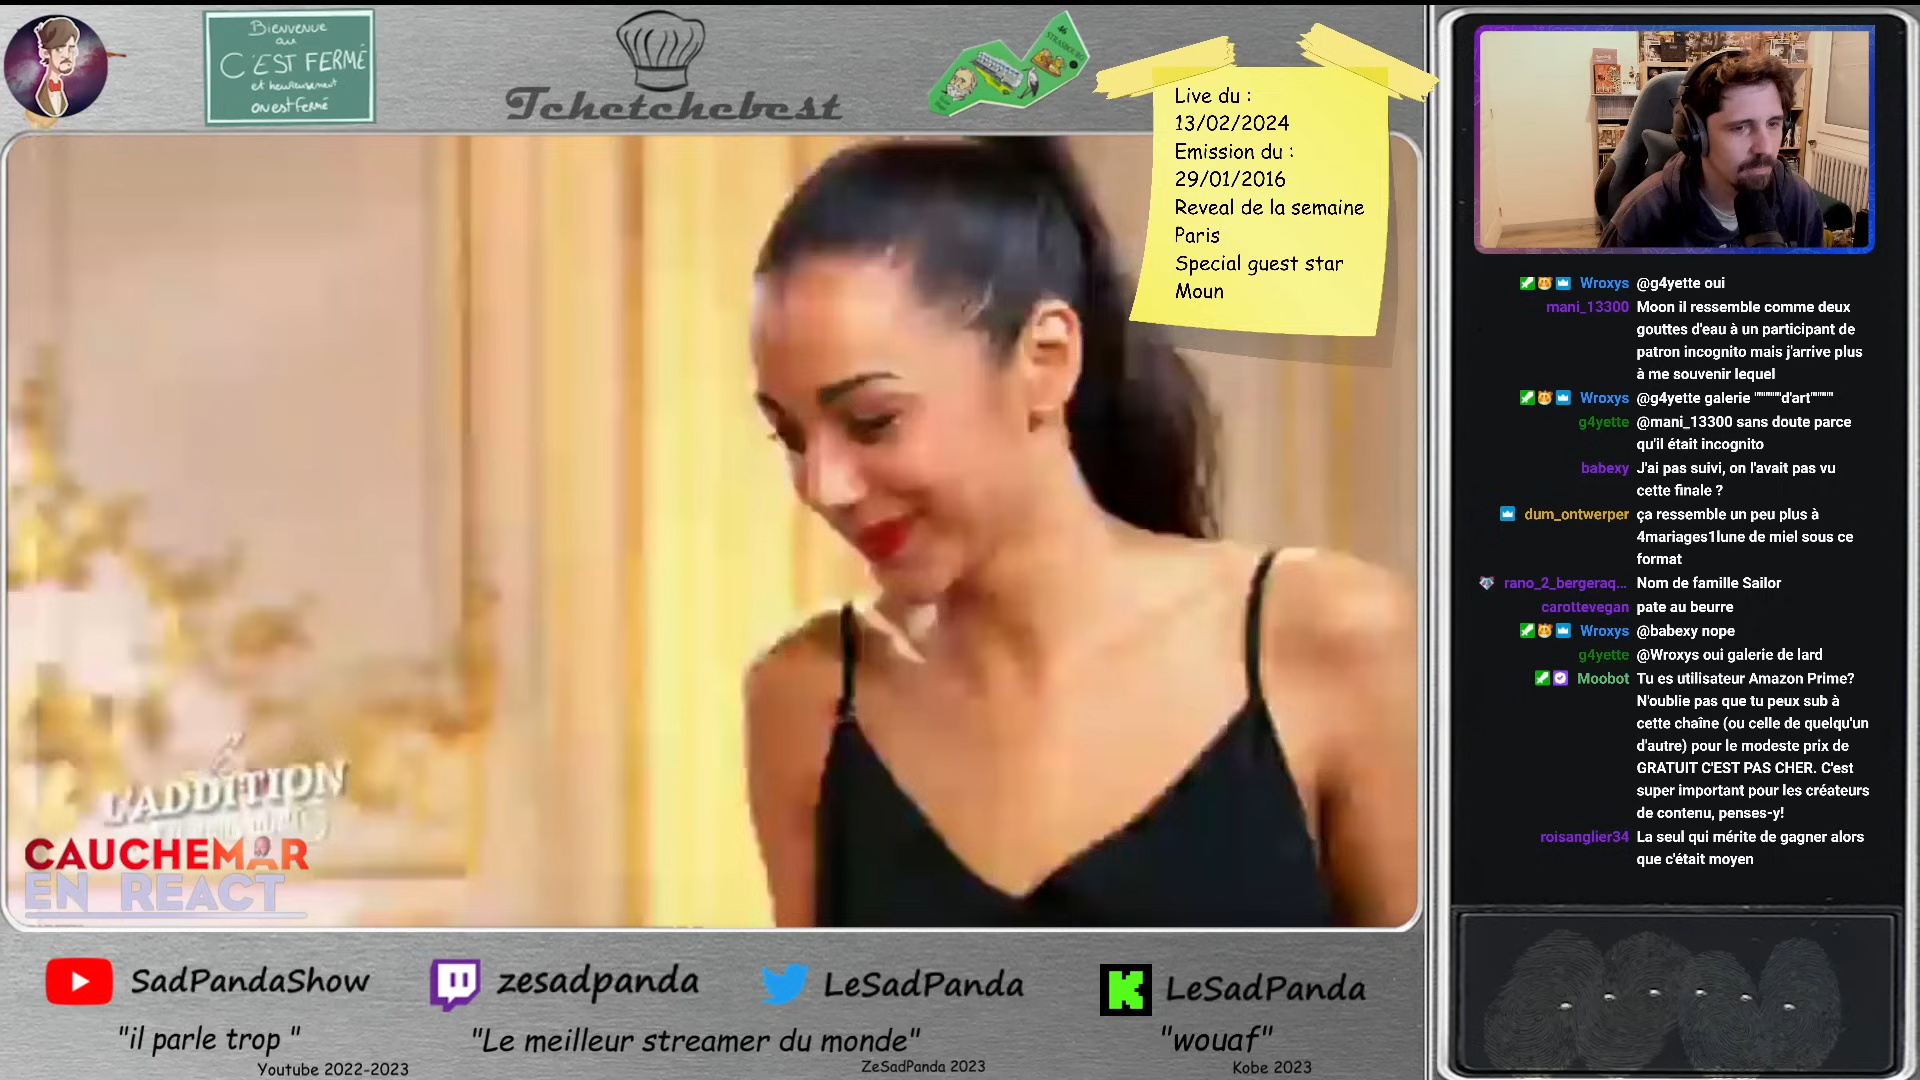 Bienvenue
au
C'EST FERMÉ
et heureusement
on est fermé
Tchetchebest
46
STRASBOURG
Live du :
13/02/2024
Emission du :
29/01/2016
Reveal de la semaine
Paris
Special guest star
Moun
L'ADDITION
CAUCHEMAR
EN REACT
SadPandaShow
zesadpanda
LeSadPanda
LeSadPanda
"il parle trop "
"Le meilleur streamer du monde"
"wouaf"
Youtube 2022-2023
ZeSadPanda 2023
Kobe 2023
Wroxys @g4yette oui
mani_13300 Moon il ressemble comme deux
gouttes d'eau à un participant de
patron incognito mais j'arrive plus
à me souvenir lequel
Wroxys @g4yette galerie """"""d'art""""""
g4yette @mani_13300 sans doute parce
qu'il était incognito
babexy J'ai pas suivi, on l'avait pas vu
cette finale ?
dum_ontwerper ça ressemble un peu plus à
4mariages1lune de miel sous ce
format
rano_2_bergeraq... Nom de famille Sailor
carottevegan pate au beurre
Wroxys @babexy nope
g4yette @Wroxys oui galerie de lard
Moobot Tu es utilisateur Amazon Prime?
N'oublie pas que tu peux sub à
cette chaîne (ou celle de quelqu'un
d'autre) pour le modeste prix de
GRATUIT C'EST PAS CHER. C'est
super important pour les créateurs
de contenu, penses-y!
roisanglier34 La seul qui mérite de gagner alors
que c'était moyen